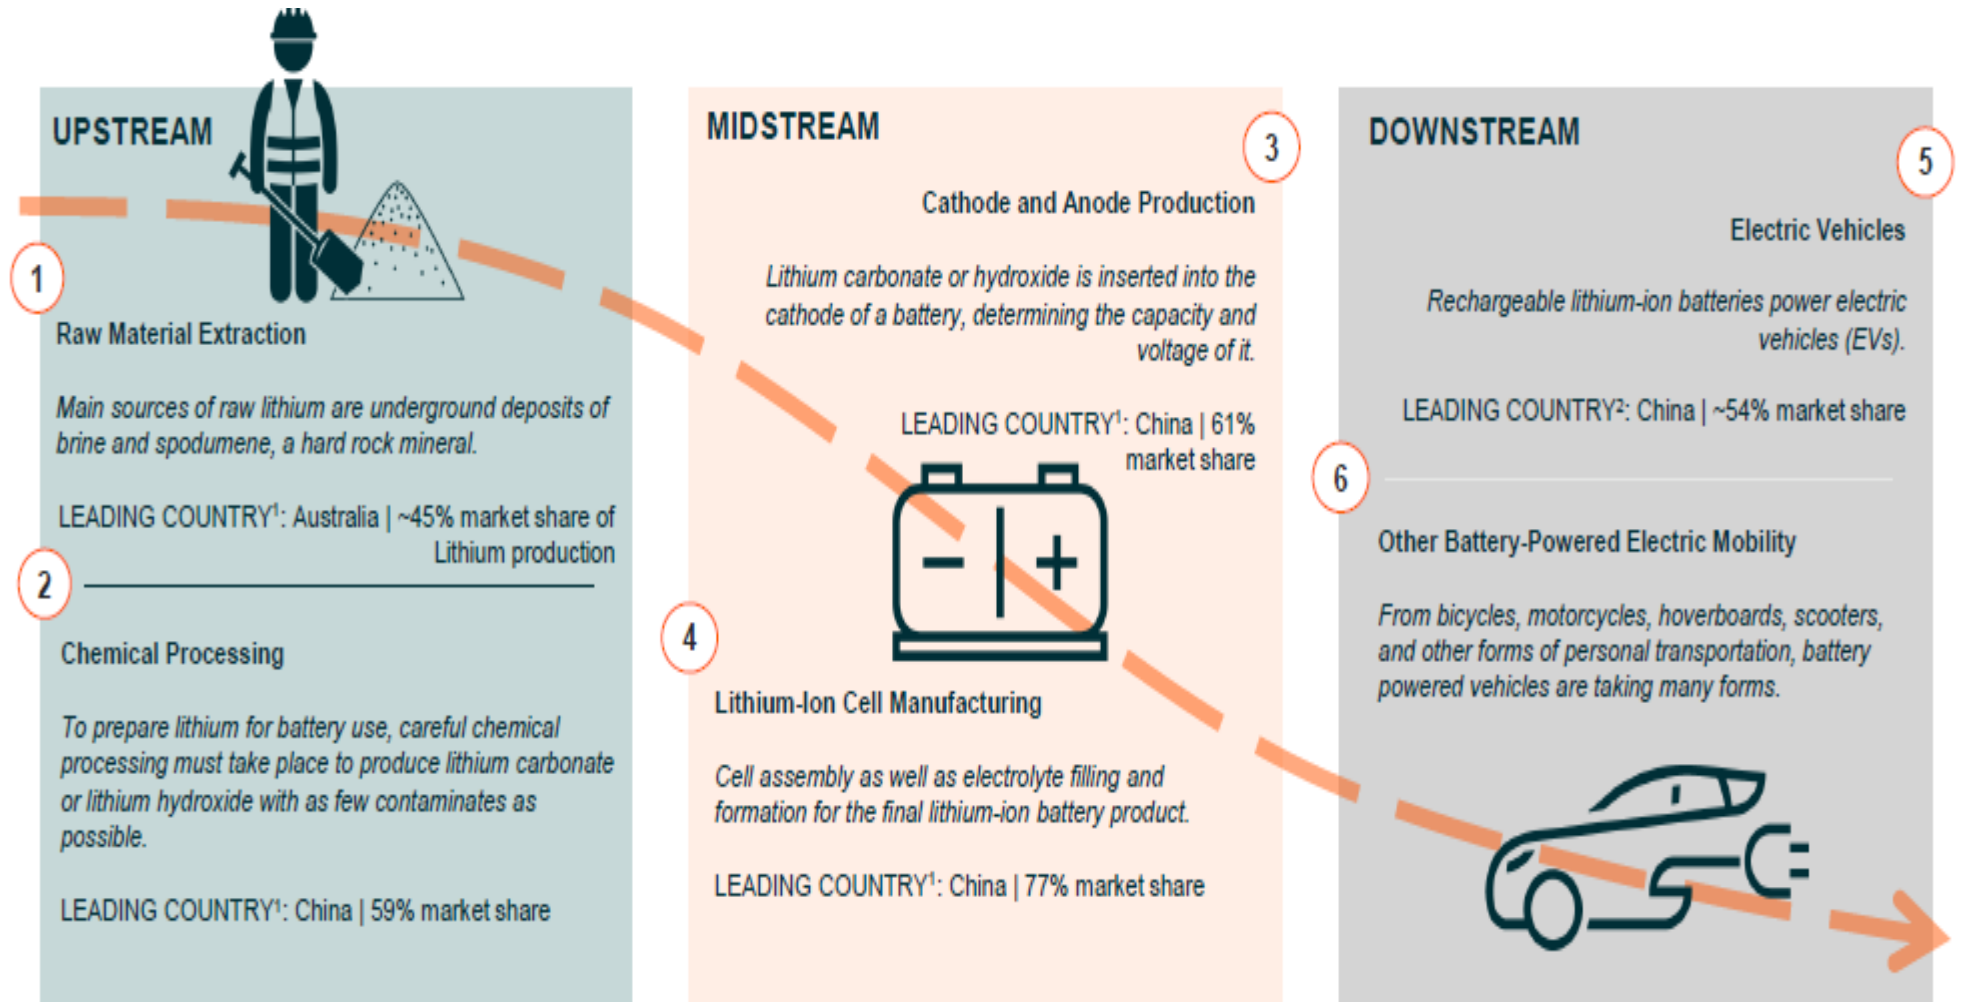 UPSTREAM
1
Raw Material Extraction
Main sources of raw lithium are underground deposits of
brine and spodumene, a hard rock mineral.
LEADING COUNTRY¹: Australia | ~45% market share of
Lithium production
2
Chemical Processing
To prepare lithium for battery use, careful chemical
processing must take place to produce lithium carbonate
or lithium hydroxide with as few contaminates as
possible.
LEADING COUNTRY¹: China | 59% market share
MIDSTREAM
3
Cathode and Anode Production
Lithium carbonate or hydroxide is inserted into the
cathode of a battery, determining the capacity and
voltage of it.
LEADING COUNTRY¹: China | 61%
market share
4
Lithium-Ion Cell Manufacturing
Cell assembly as well as electrolyte filling and
formation for the final lithium-ion battery product.
LEADING COUNTRY¹: China | 77% market share
DOWNSTREAM
5
Electric Vehicles
Rechargeable lithium-ion batteries power electric
vehicles (EVs).
LEADING COUNTRY²: China | ~54% market share
6
Other Battery-Powered Electric Mobility
From bicycles, motorcycles, hoverboards, scooters,
and other forms of personal transportation, battery
powered vehicles are taking many forms.